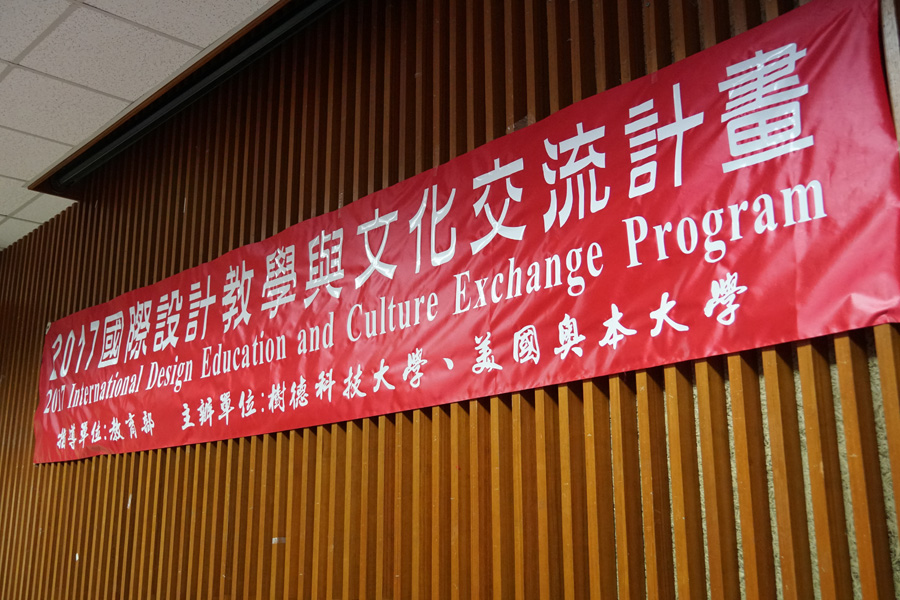 2017國際設計教學與文化交流計畫
2017 International Design Education and Culture Exchange Program
指導單位:教育部 主辦單位:樹德科技大學、美國奧本大學